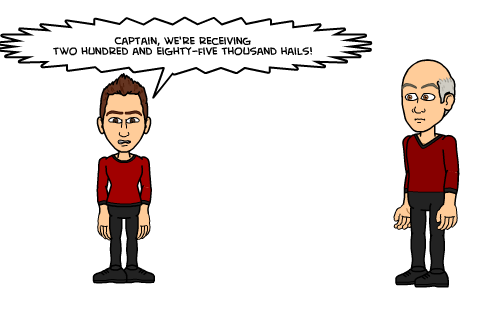 CAPTAIN, WE'RE RECEIVING
TWO HUNDRED AND EIGHTY-FIVE THOUSAND HAILS!